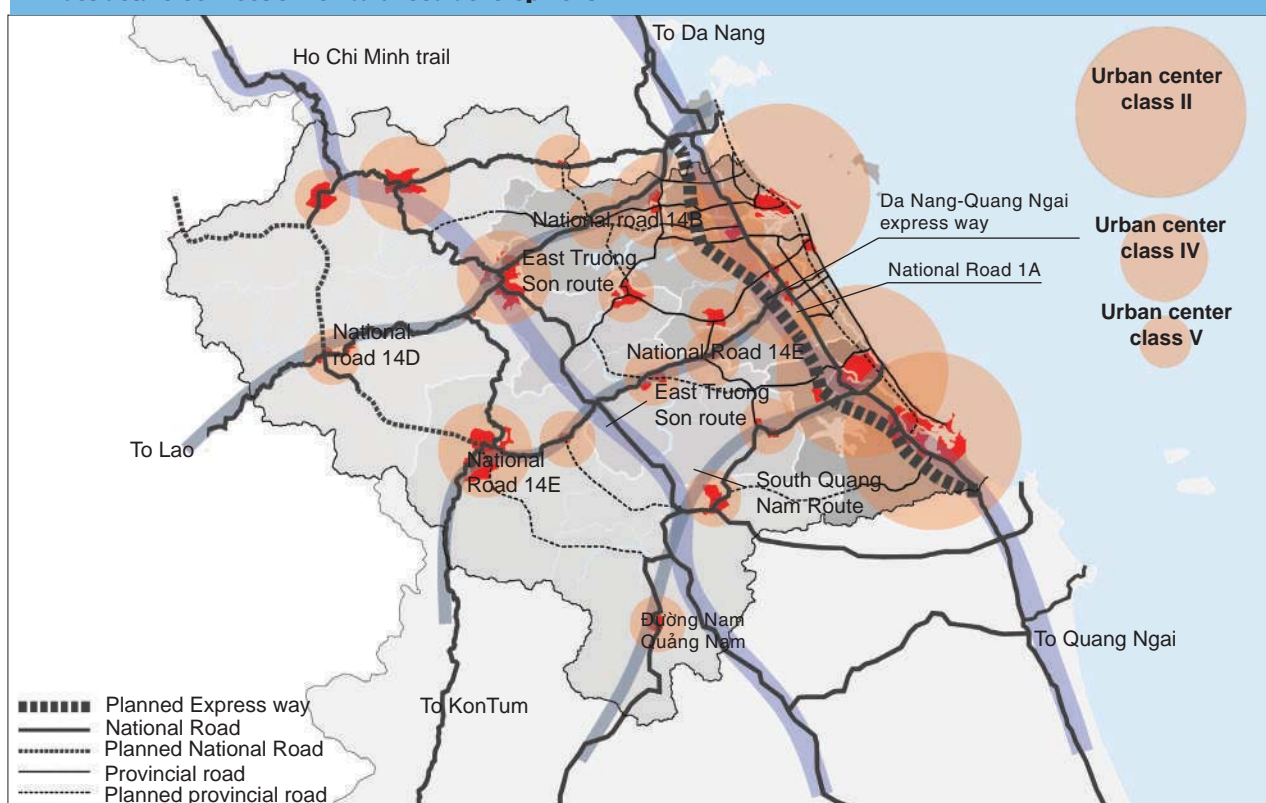 To Da Nang
Ho Chi Minh trail
Urban center
class II
Da Nang-Quang Ngai
express way
National road 14B
Urban center
class IV
East Truong
Son route
National Road 1A
Urban center
class V
National
road 14D
National Road 14E
East Truong
Son route
To Lao
National
Road 14E
South Quang
Nam Route
Đường Nam
Quảng Nam
To Quang Ngai
To KonTum
Planned Express way
National Road
Planned National Road
Provincial road
Planned provincial road